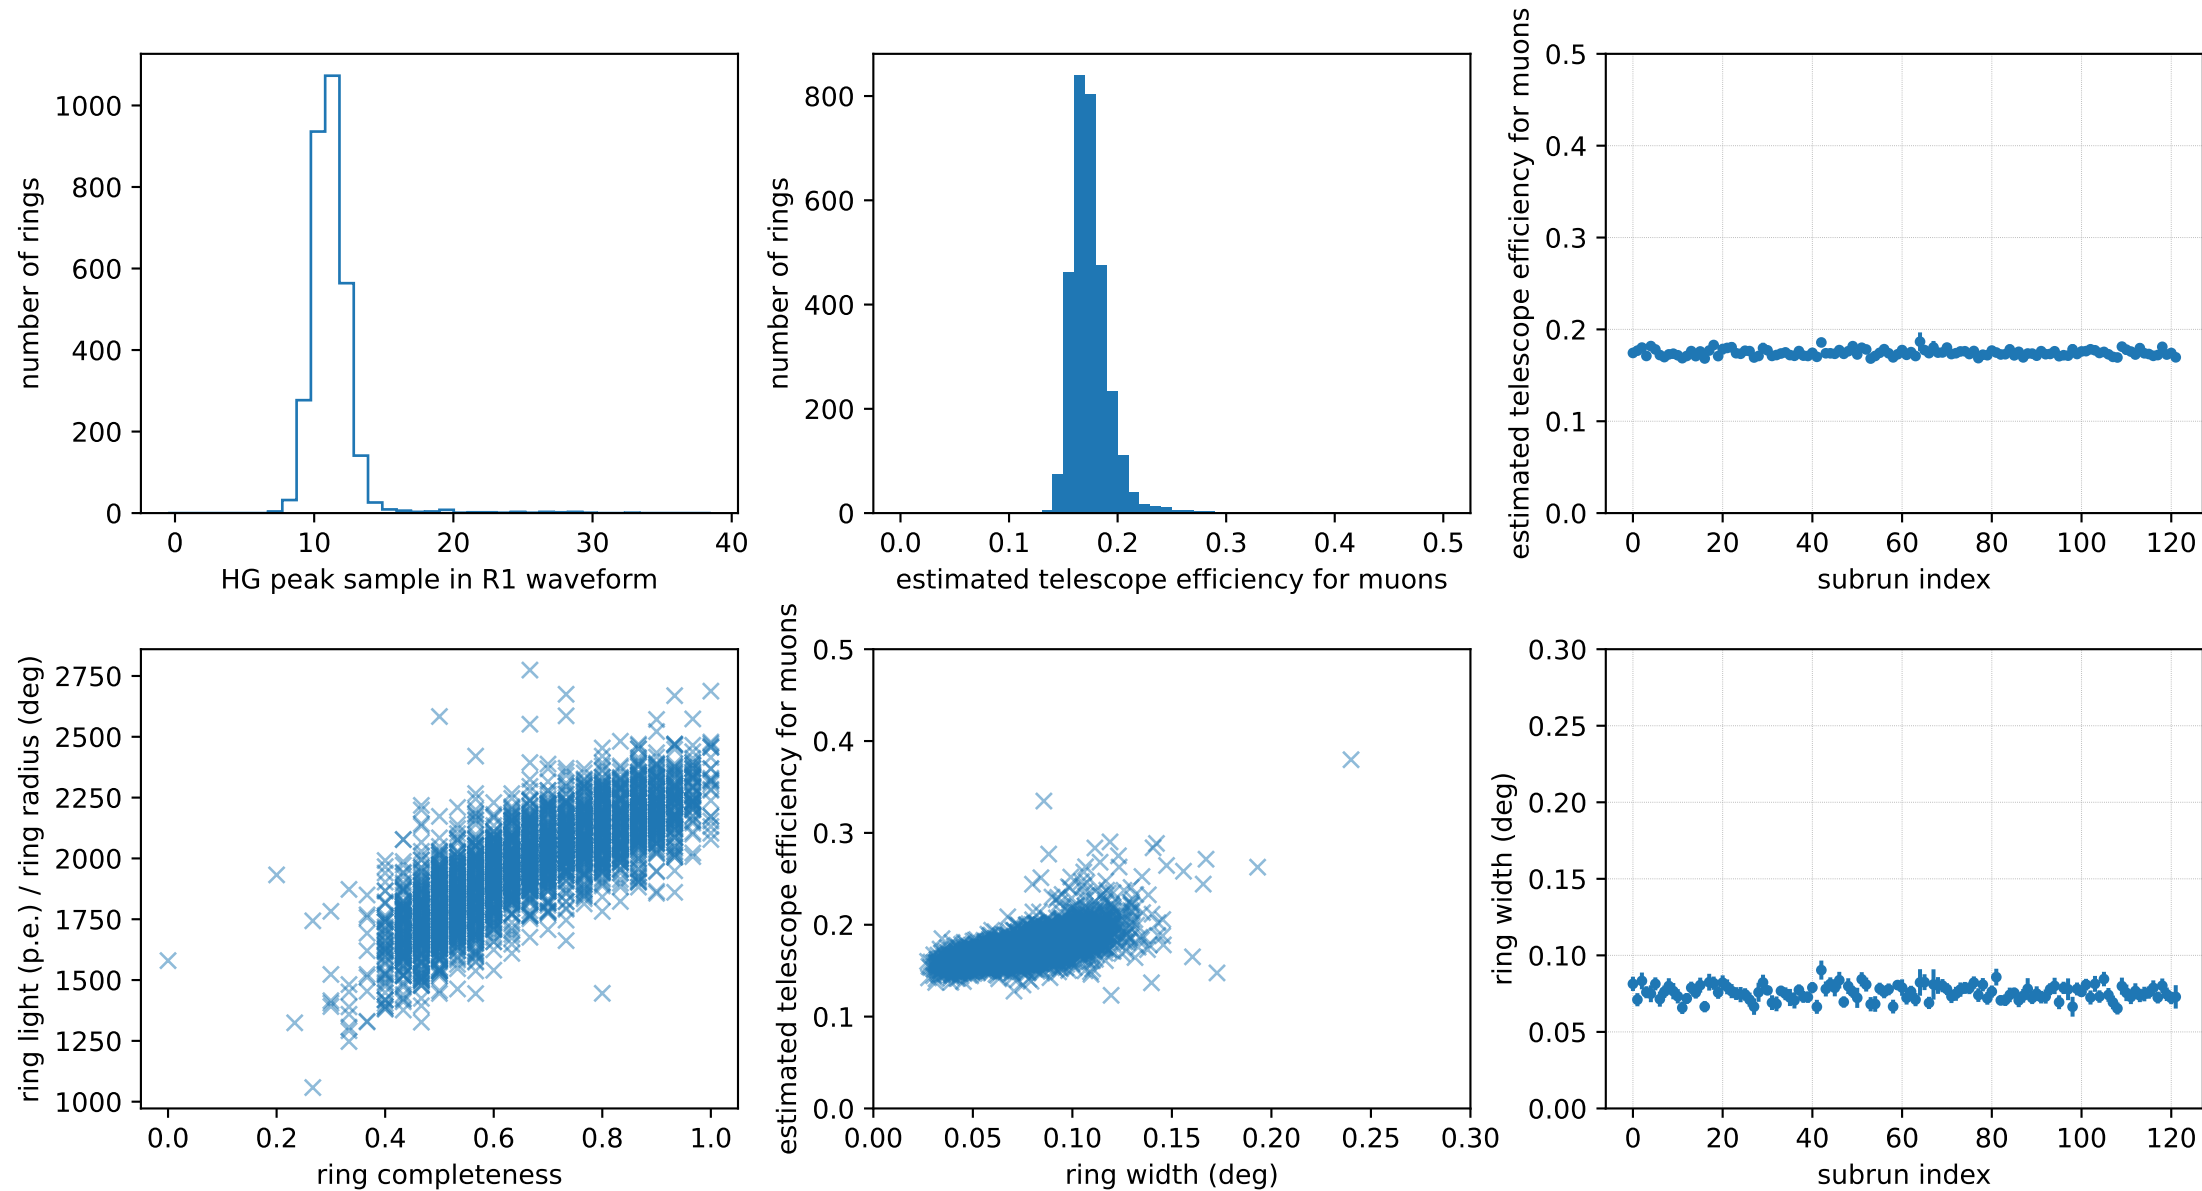 number of rings
1000
800
600
400
200
0
0 10 20 30 40
HG peak sample in R1 waveform
number of rings
800
600
400
200
0
0.0 0.1 0.2 0.3 0.4 0.5
estimated telescope efficiency for muons
estimated telescope efficiency for muons
0.5
0.4
0.3
0.2
0.1
0.0
0 20 40 60 80 100 120
subrun index
ring light (p.e.) / ring radius (deg)
2750
2500
2250
2000
1750
1500
1250
1000
0.0 0.2 0.4 0.6 0.8 1.0
ring completeness
estimated telescope efficiency for muons
0.5
0.4
0.3
0.2
0.1
0.0
0.00 0.05 0.10 0.15 0.20 0.25 0.30
ring width (deg)
ring width (deg)
0.30
0.25
0.20
0.15
0.10
0.05
0.00
0 20 40 60 80 100 120
subrun index